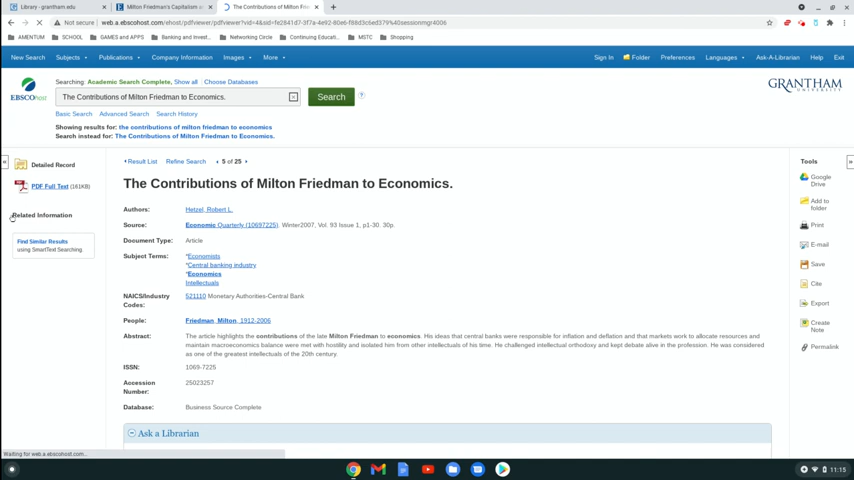 Library - grantham.edu
Milton Friedman's Capitalism a
The Contributions of Milton Fri
Not secure
web.a.ebscohost.com/ehost/pdfviewer/pdfviewer?vid=4&sid=fe2841d7-3f7a-4e92-80e6-f88d3c6ed379%40sessionmgr4006
AMENTUM SCHOOL GAMES and APPS Banking and Invest... Networking Circle Continuing Educati... MSTC Shopping
New Search Subjects Publications Company Information Images More
Sign In Folder Preferences Languages Ask-A-Librarian Help Exit
EBSCOhost
Searching: Academic Search Complete, Show all Choose Databases
The Contributions of Milton Friedman to Economics.
Search
Basic Search Advanced Search Search History
Showing results for: the contributions of milton friedman to economics
Search instead for: The Contributions of Milton Friedman to Economics.
GRANTHAM
UNIVERSITY
Detailed Record
PDF Full Text (161KB)
Related Information
Find Similar Results
using SmartText Searching
Result List Refine Search 5 of 25
The Contributions of Milton Friedman to Economics.
Authors: Hetzel, Robert L.
Source: Economic Quarterly (10697225). Winter2007, Vol. 93 Issue 1, p1-30. 30p.
Document Type: Article
Subject Terms: *Economists
*Central banking industry
*Economics
Intellectuals
NAICS/Industry Codes: 521110 Monetary Authorities-Central Bank
People: Friedman, Milton, 1912-2006
Abstract: The article highlights the contributions of the late Milton Friedman to economics. His ideas that central banks were responsible for inflation and deflation and that markets work to allocate resources and
maintain macroeconomics balance were met with hostility and isolated him from other intellectuals of his time. He challenged intellectual orthodoxy and kept debate alive in the profession. He was considered
as one of the greatest intellectuals of the 20th century.
ISSN: 1069-7225
Accession Number: 25023257
Database: Business Source Complete
Ask a Librarian
Tools
Google
Drive
Add to
folder
Print
E-mail
Save
Cite
Export
Create
Note
Permalink
Waiting for web.a.ebscohost.com...
11:15